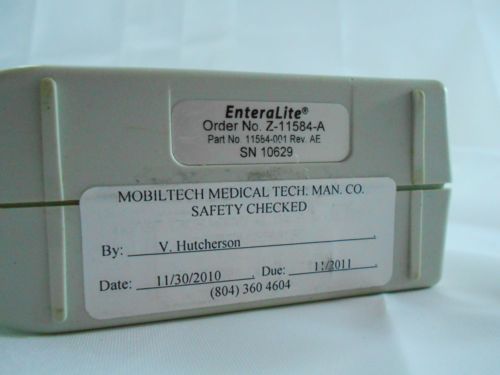 EnteraLite®
Order No. Z-11584-A
Part No. 11584-001 Rev. AE
SN 10629
MOBILTECH MEDICAL TECH. MAN. CO.
SAFETY CHECKED
By: V. Hutcherson
Date: 11/30/2010 Due: 11/2011
(804) 360 4604